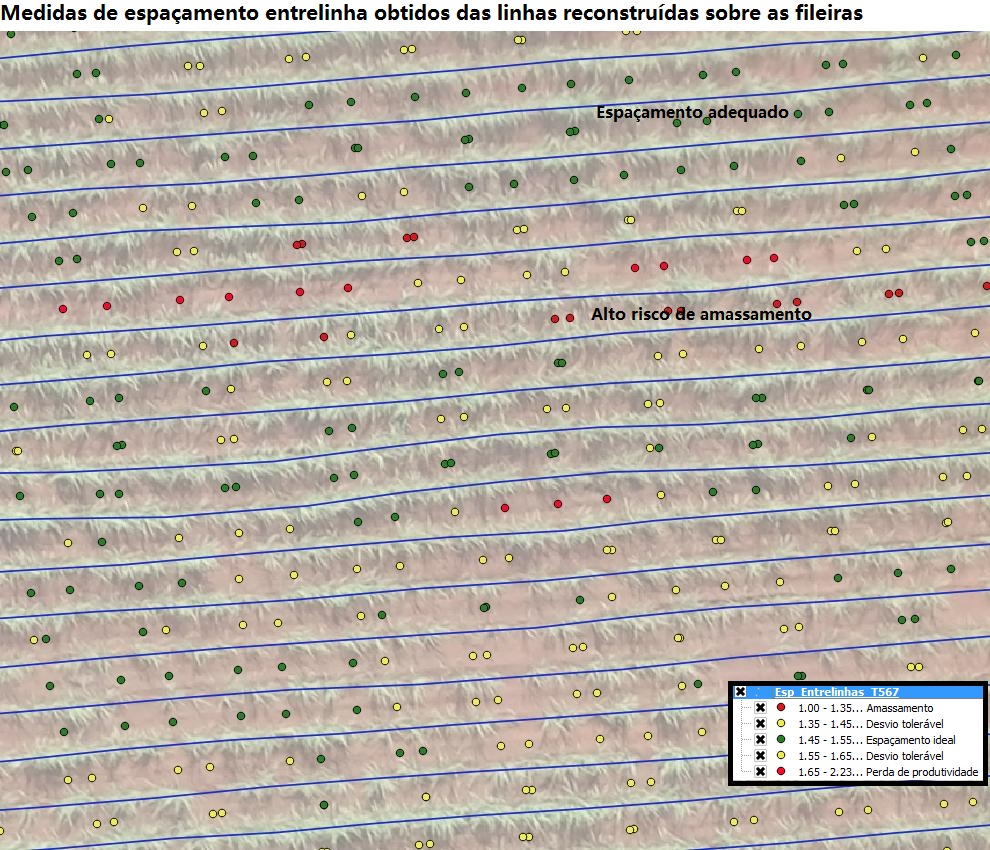 Medidas de espaçamento entrelinha obtidos das linhas reconstruídas sobre as fileiras
Espaçamento adequado
Alto risco de amassamento
Esp_Entrelinhas_T567
1.00 - 1.35... Amassamento
1.35 - 1.45... Desvio tolerável
1.45 - 1.55... Espaçamento ideal
1.55 - 1.65... Desvio tolerável
1.65 - 2.23... Perda de produtividade